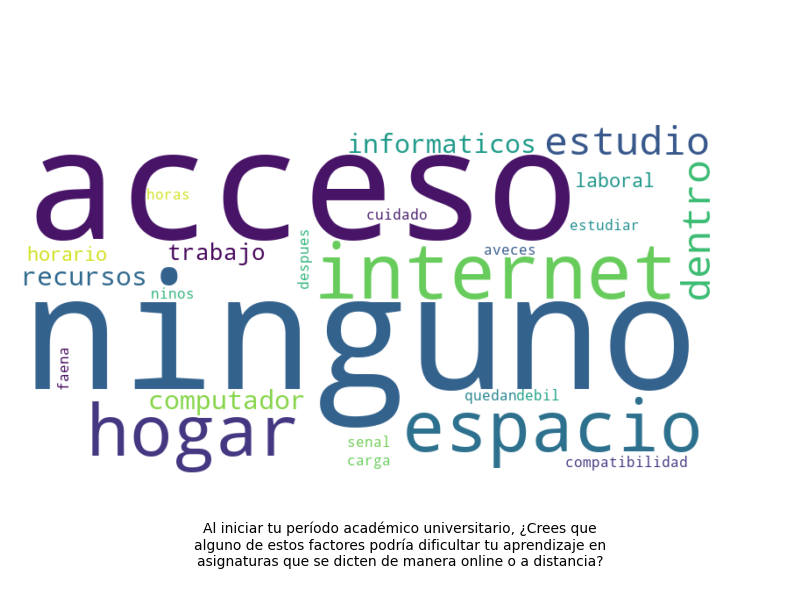 informaticos
estudio
acceso
laboral
dentro
horas
cuidado
estudiar
horario
trabajo
despues
aveces
recursos
internet
ninos
ninguno
faena
computador
quedandebil
hogar
espacio
senal
carga
compatibilidad
Al iniciar tu período académico universitario, ¿Crees que
alguno de estos factores podría dificultar tu aprendizaje en
asignaturas que se dicten de manera online o a distancia?